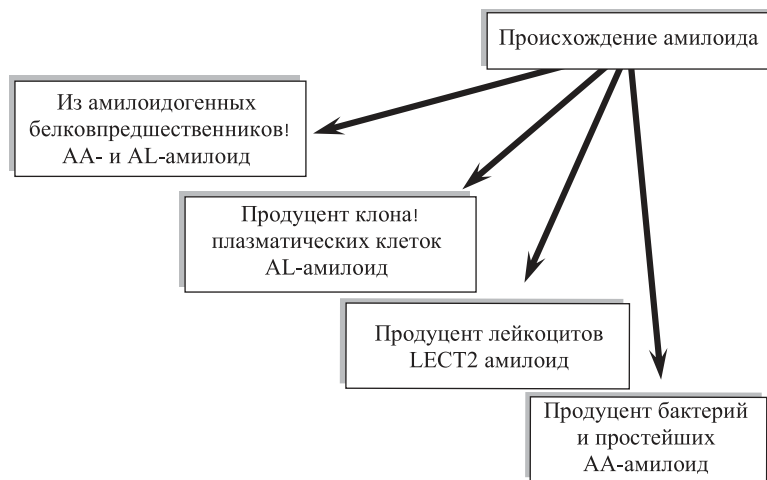 Происхождение амилоида
Из амилоидогенных
белковпредшественников!
АА- и AL-амилоид
Продуцент клона!
плазматических клеток
AL-амилоид
Продуцент лейкоцитов
LECT2 амилоид
Продуцент бактерий
и простейших
АА-амилоид